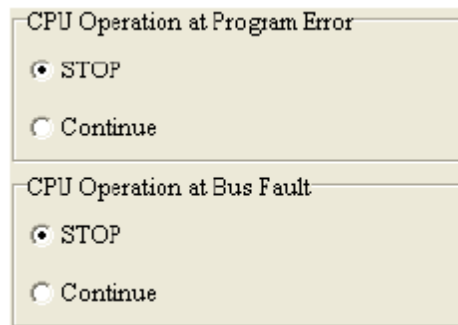 CPU Operation at Program Error
STOP
Continue
CPU Operation at Bus Fault
STOP
Continue